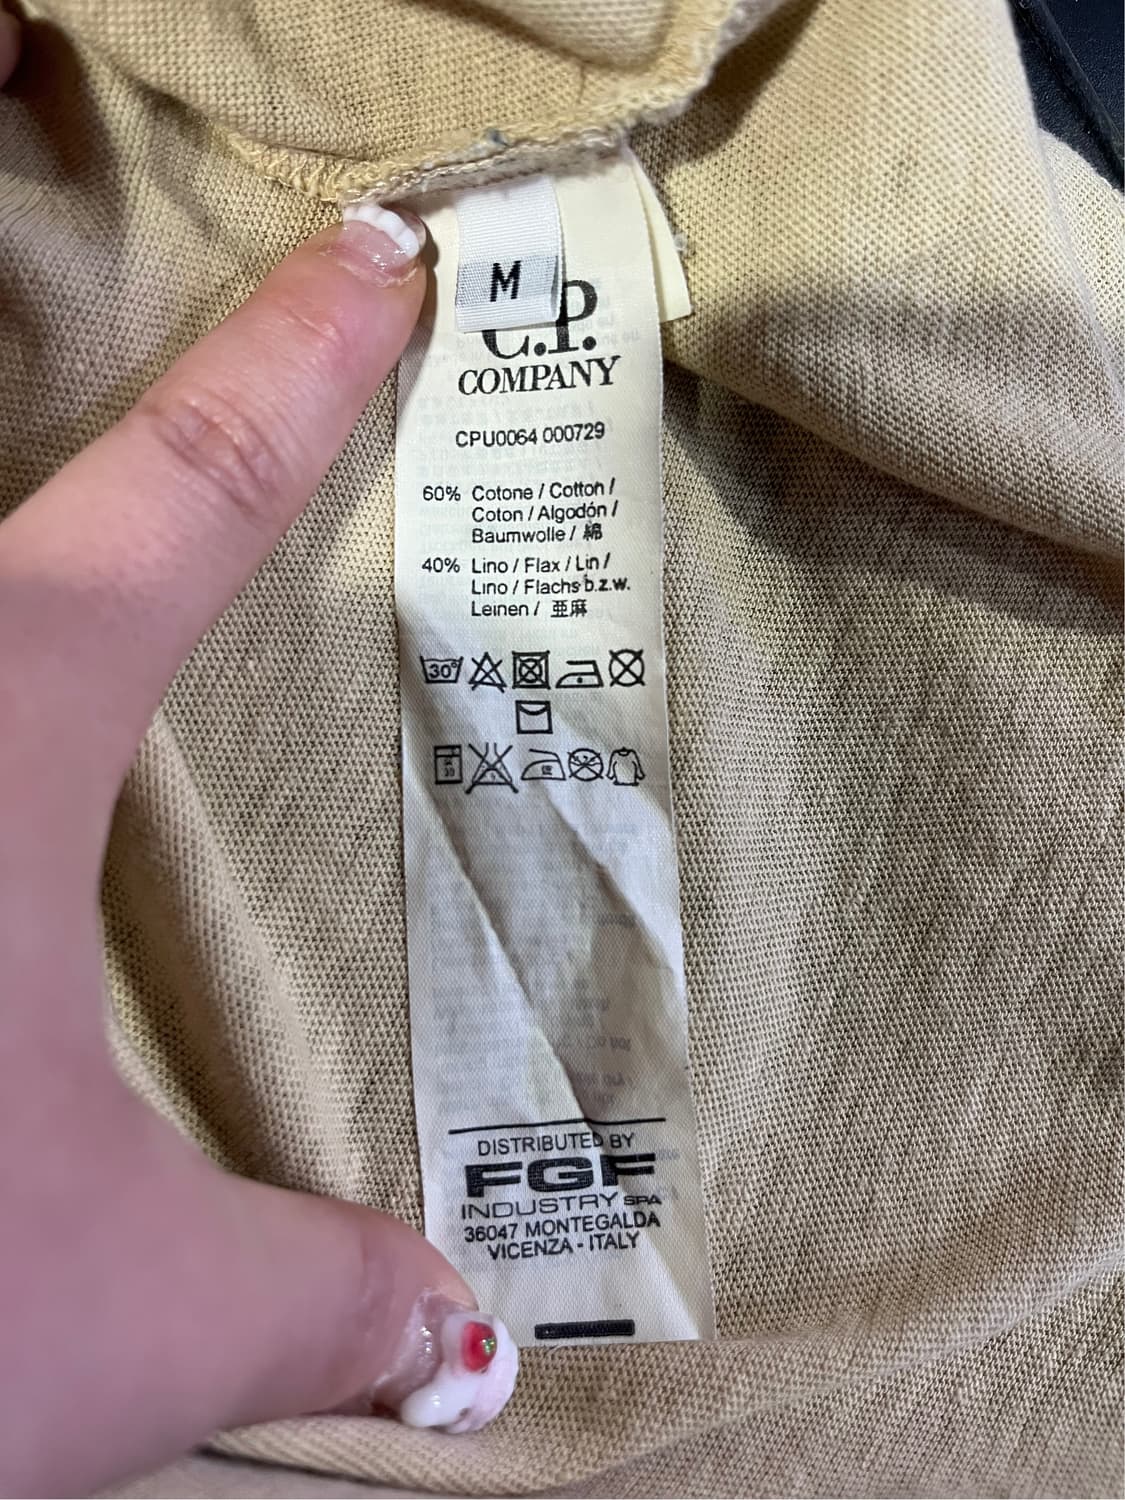 M
C.P.
COMPANY
CPU0064 000729
60% Cotone / Cotton /
Coton / Algodón /
Baumwolle / 綿
40% Lino / Flax / Lin /
Lino / Flachs b.z.w.
Leinen / 亜麻
30°
DISTRIBUTED BY
FGF
INDUSTRY SPA
36047 MONTEGALDA
VICENZA - ITALY